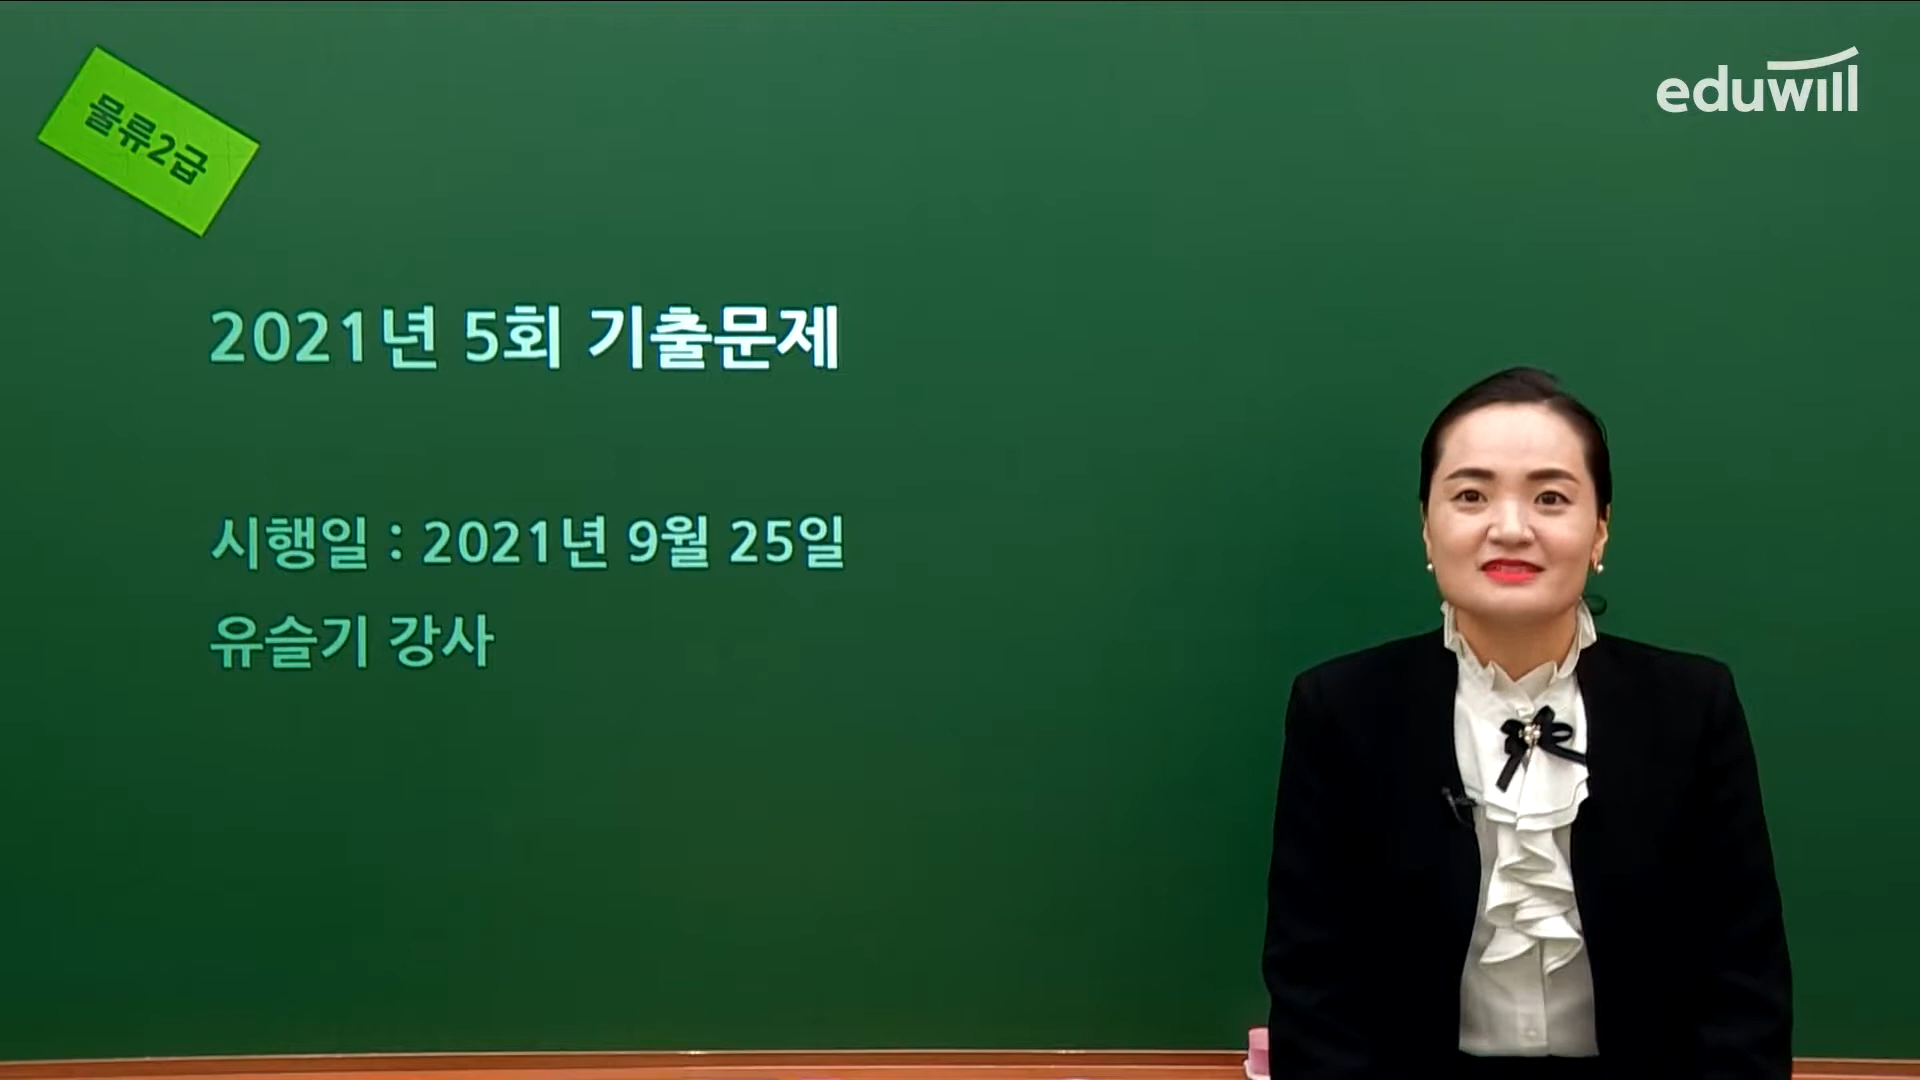 물류2급
eduwill
2021년 5회 기출문제
시행일 : 2021년 9월 25일
유슬기 강사